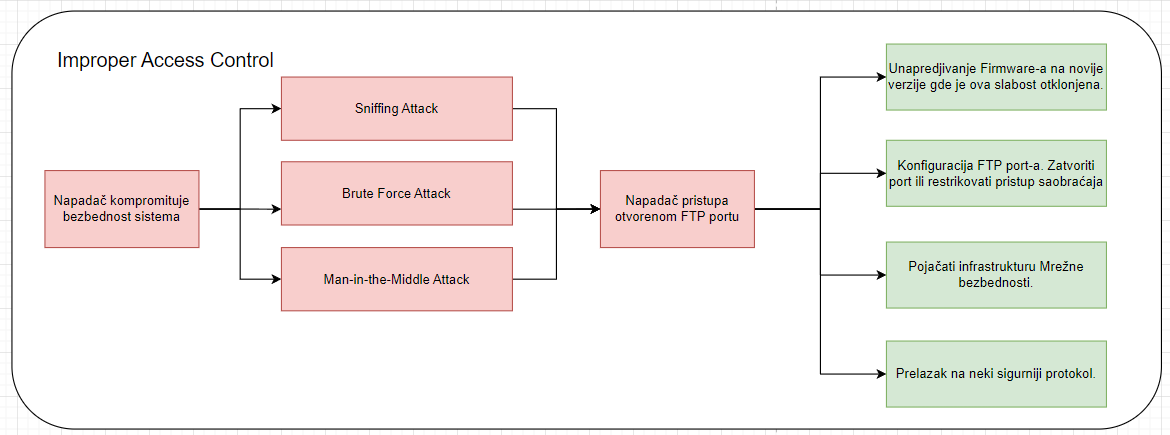 Improper Access Control
Napadač kompromituje
bezbednost sistema
Sniffing Attack
Brute Force Attack
Man-in-the-Middle Attack
Napadač pristupa
otvorenom FTP portu
Unapredjivanje Firmware-a na novije
verzije gde je ova slabost otklonjena.
Konfiguracija FTP port-a. Zatvoriti
port ili restrikovati pristup saobraćaja
Pojačati infrastrukturu Mrežne
bezbednosti.
Prelazak na neki sigurniji protokol.